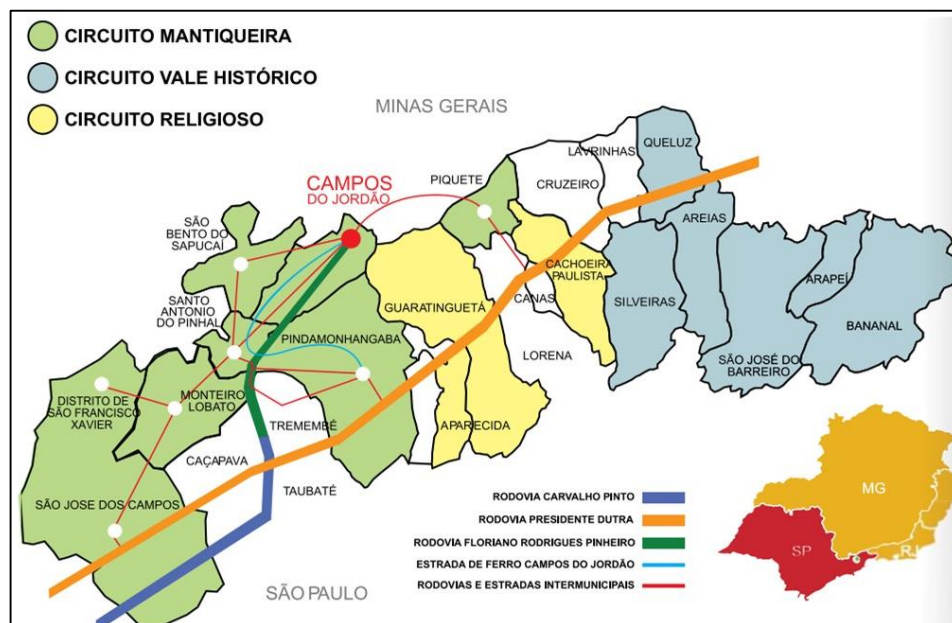 CIRCUITO MANTIQUEIRA
CIRCUITO VALE HISTÓRICO
CIRCUITO RELIGIOSO
MINAS GERAIS
LAVRINHAS
QUELUZ
PIQUETE
CRUZEIRO
CAMPOS
DO JORDÃO
SÃO
BENTO DO
SAPUCAÍ
AREIAS
CACHOEIRA
PAULISTA
ARAPEÍ
SANTO
ANTONIO
DO PINHAL
GUARATINGUETÁ
CANAS
SILVEIRAS
BANANAL
PINDAMONHANGABA
LORENA
SÃO JOSÉ DO
BARREIRO
DISTRITO DE
SÃO FRANCISCO
XAVIER
MONTEIRO
LOBATO
TREMEMBÉ
APARECIDA
CAÇAPAVA
TAUBATÉ
SÃO JOSE DOS CAMPOS
SÃO PAULO
RODOVIA CARVALHO PINTO
RODOVIA PRESIDENTE DUTRA
RODOVIA FLORIANO RODRIGUES PINHEIRO
ESTRADA DE FERRO CAMPOS DO JORDÃO
RODOVIAS E ESTRADAS INTERMUNICIPAIS
MG
SP
RJ